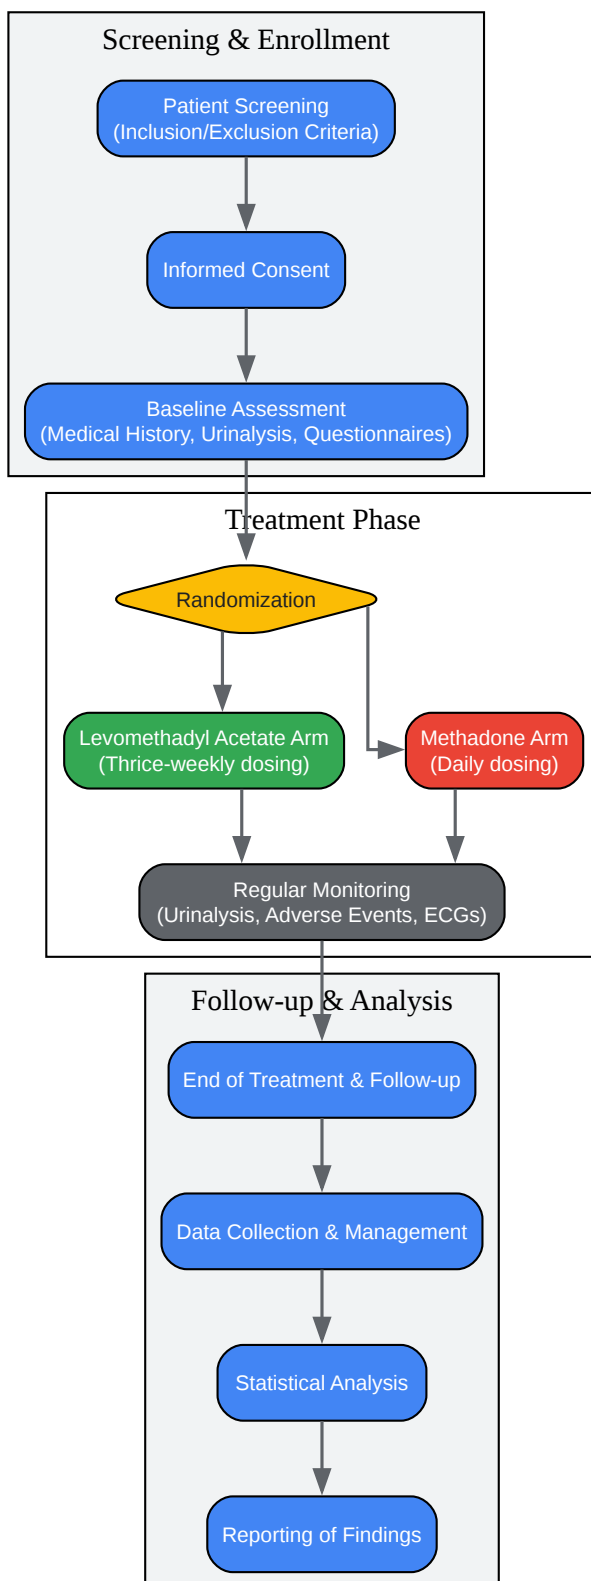 Screening & Enrollment
Patient Screening
(Inclusion/Exclusion Criteria)
Informed Consent
Baseline Assessment
(Medical History, Urinalysis, Questionnaires)
Treatment Phase
Randomization
Levomethadyl Acetate Arm
(Thrice-weekly dosing)
Methadone Arm
(Daily dosing)
Regular Monitoring
(Urinalysis, Adverse Events, ECGs)
Follow-up & Analysis
End of Treatment & Follow-up
Data Collection & Management
Statistical Analysis
Reporting of Findings